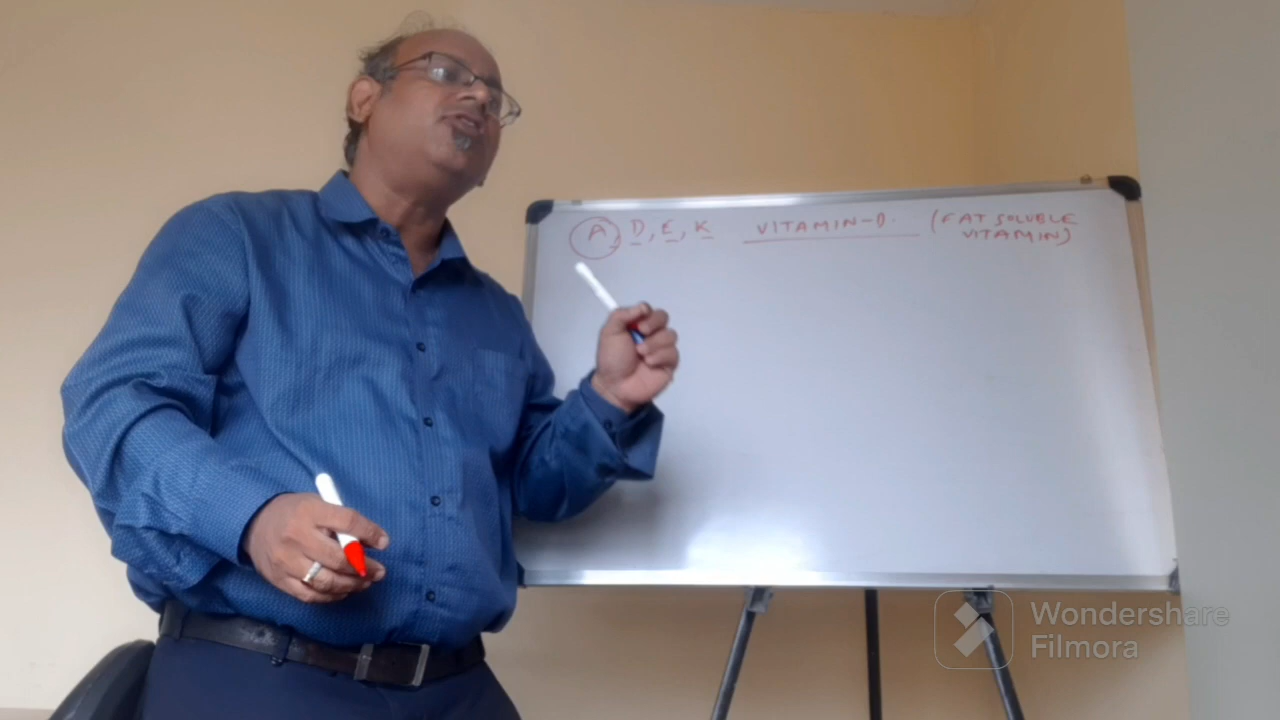 A, D, E, K VITAMIN-D. (FAT SOLUBLE
VITAMIN)
Wondershare
Filmora